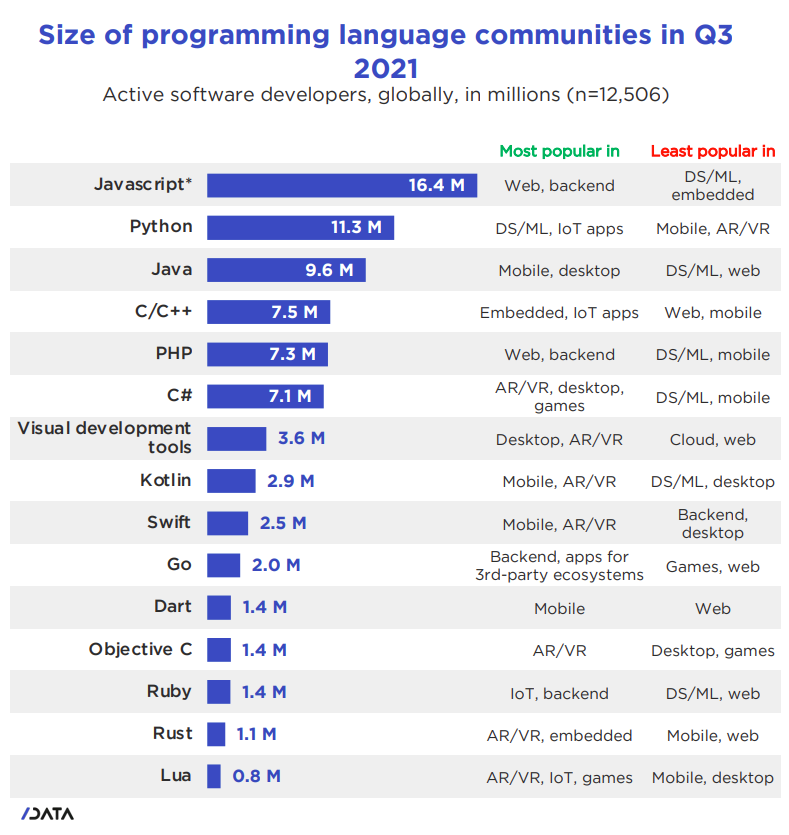 Size of programming language communities in Q3
2021
Active software developers, globally, in millions (n=12,506)
Most popular in Least popular in
Javascript* 16.4 M Web, backend DS/ML,
embedded
Python 11.3 M DS/ML, IoT apps Mobile, AR/VR
Java 9.6 M Mobile, desktop DS/ML, web
C/C++ 7.5 M Embedded, IoT apps Web, mobile
PHP 7.3 M Web, backend DS/ML, mobile
C# 7.1 M AR/VR, desktop,
games DS/ML, mobile
Visual development
tools 3.6 M Desktop, AR/VR Cloud, web
Kotlin 2.9 M Mobile, AR/VR DS/ML, desktop
Swift 2.5 M Mobile, AR/VR Backend,
desktop
Go 2.0 M Backend, apps for
3rd-party ecosystems Games, web
Dart 1.4 M Mobile Web
Objective C 1.4 M AR/VR Desktop, games
Ruby 1.4 M IoT, backend DS/ML, web
Rust 1.1 M AR/VR, embedded Mobile, web
Lua 0.8 M AR/VR, IoT, games Mobile, desktop
/DATA